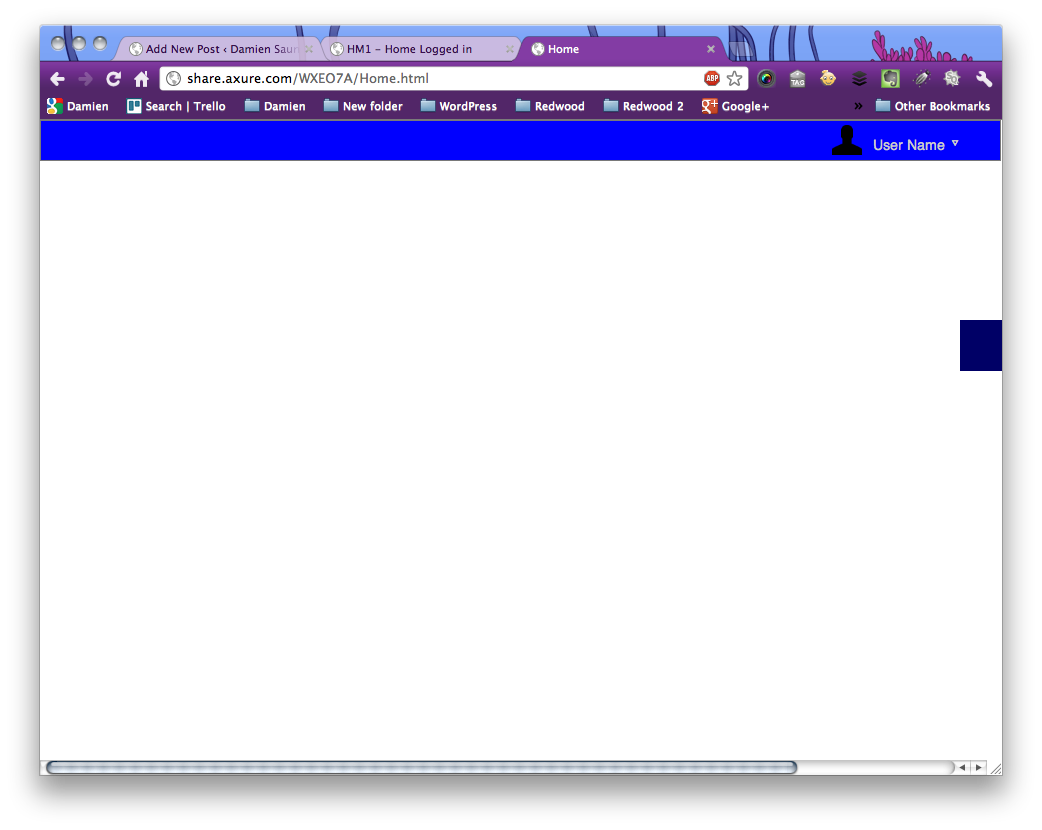 Add New Post ‹ Damien Saun
HM1 – Home Logged in
Home
share.axure.com/WXEO7A/Home.html
ABP
TAG
Damien
Search | Trello
Damien
New folder
WordPress
Redwood
Redwood 2
Google+
»
Other Bookmarks
User Name